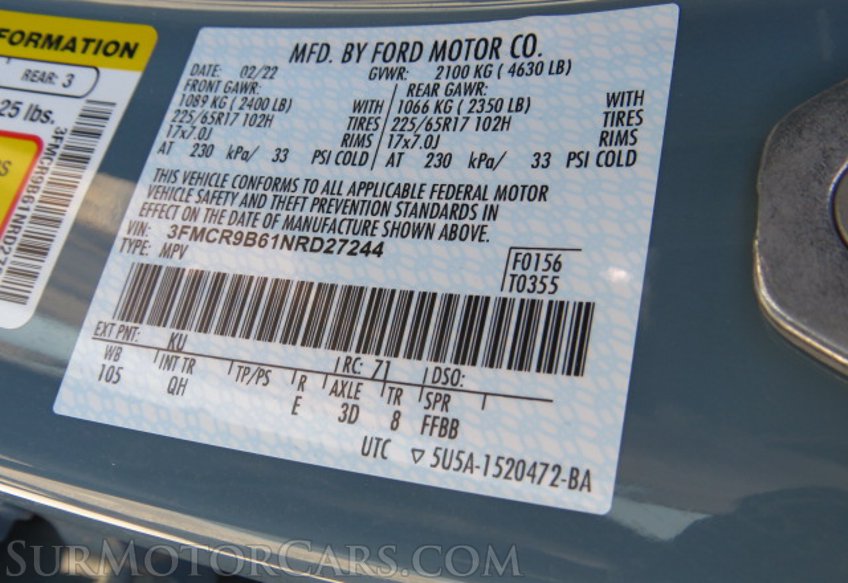 FORMATION
REAR: 3
25 lbs.
3FMCR9B61NRD27
MFD. BY FORD MOTOR CO.
DATE: 02/22 GVWR: 2100 KG ( 4630 LB)
FRONT GAWR: REAR GAWR:
1089 KG ( 2400 LB) WITH 1066 KG ( 2350 LB) WITH
225/65R17 102H TIRES 225/65R17 102H TIRES
17x7.0J RIMS 17x7.0J RIMS
AT 230 kPa/ 33 PSI COLD AT 230 kPa/ 33 PSI COLD
THIS VEHICLE CONFORMS TO ALL APPLICABLE FEDERAL MOTOR
VEHICLE SAFETY AND THEFT PREVENTION STANDARDS IN
EFFECT ON THE DATE OF MANUFACTURE SHOWN ABOVE.
VIN: 3FMCR9B61NRD27244
TYPE: MPV
F0156
T0355
EXT PNT: KU RC: 71 DSO:
WB INT TR TP/PS R AXLE TR SPR
105 QH E 3D 8 FFBB
UTC ▽ 5U5A-1520472-BA
SURMOTORCARS.COM